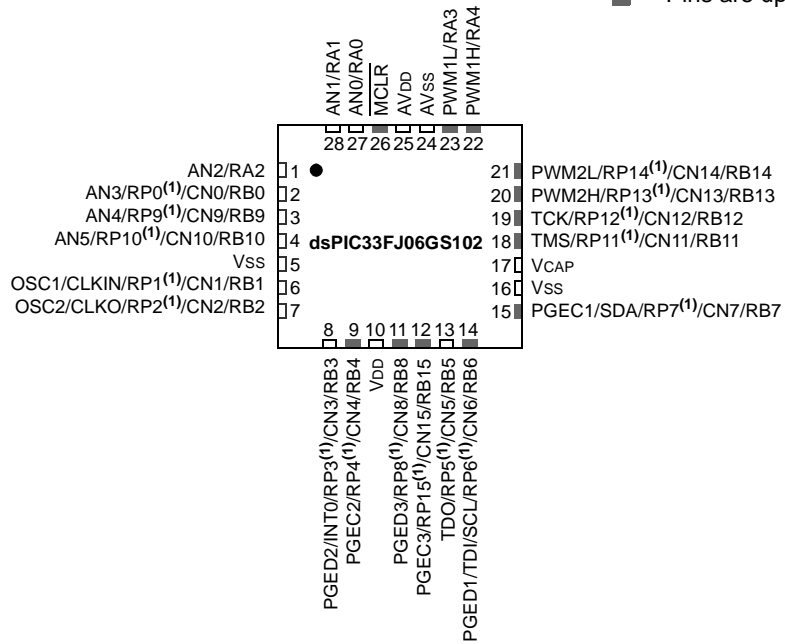 Pins are up
AN1/RA1
AN0/RA0
MCLR
AVDD
AVSS
PWM1L/RA3
PWM1H/RA4
28 27 26 25 24 23 22
AN2/RA2 1
AN3/RP0(1)/CN0/RB0 2
AN4/RP9(1)/CN9/RB9 3
AN5/RP10(1)/CN10/RB10 4
VSS 5
OSC1/CLKIN/RP1(1)/CN1/RB1 6
OSC2/CLKO/RP2(1)/CN2/RB2 7
dsPIC33FJ06GS102
21 PWM2L/RP14(1)/CN14/RB14
20 PWM2H/RP13(1)/CN13/RB13
19 TCK/RP12(1)/CN12/RB12
18 TMS/RP11(1)/CN11/RB11
17 VCAP
16 VSS
15 PGEC1/SDA/RP7(1)/CN7/RB7
8 9 10 11 12 13 14
PGED2/INT0/RP3(1)/CN3/RB3
PGEC2/RP4(1)/CN4/RB4
VDD
PGED3/RP8(1)/CN8/RB8
PGEC3/RP15(1)/CN15/RB15
TDO/RP5(1)/CN5/RB5
PGED1/TDI/SCL/RP6(1)/CN6/RB6